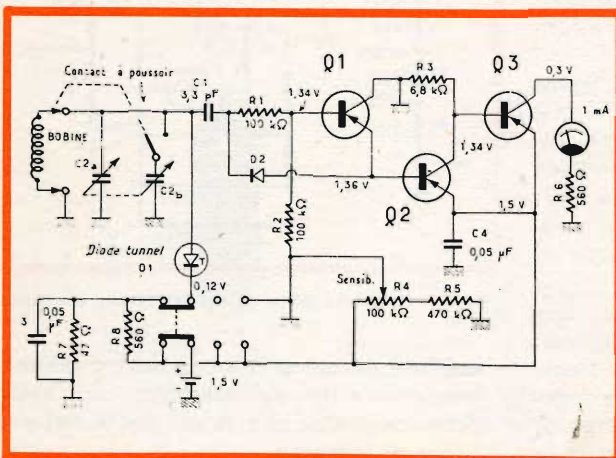 Contact à poussoir
C1
3,3 pF
Q1
R3
6,8 kΩ
Q3
0,3 V
1 mA
BOBINE
R1
100 kΩ
1,34 V
C2a
C2b
D2
1,36 V
1,34 V
Q2
R6
560 Ω
R2
100 kΩ
1,5 V
C4
0,05 µF
Diode tunnel
D1
T
0,12 V
Sensib.
R4
100 kΩ
R5
470 kΩ
3
0,05 µF
R7
47 Ω
R8
560 Ω
+
-
1,5 V